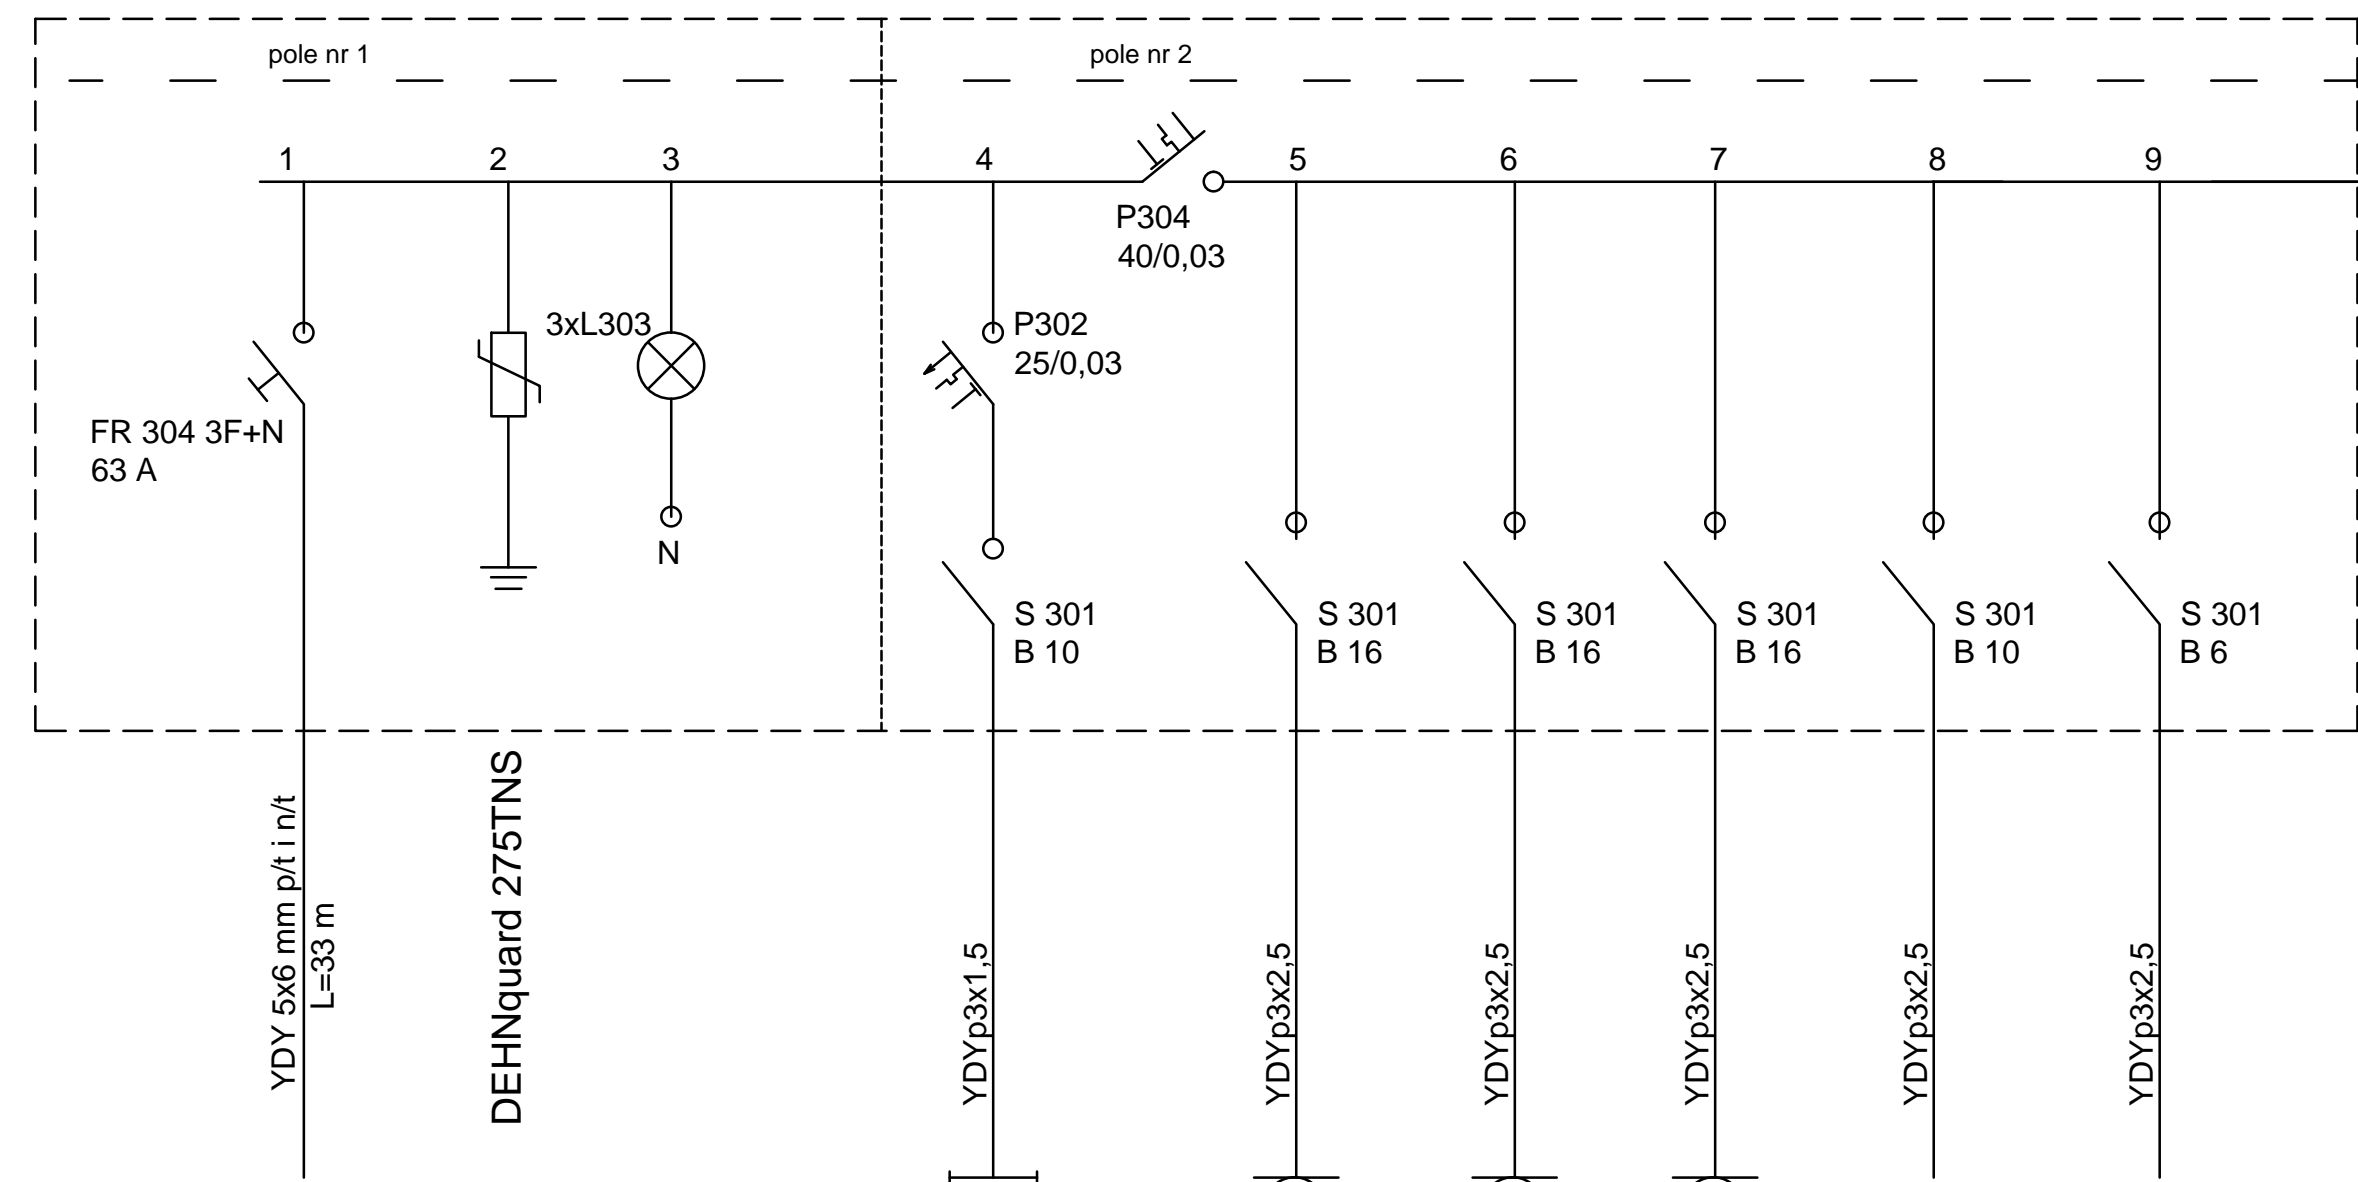 pole nr 1
pole nr 2
1
2
3
4
5
6
7
8
9
P304
40/0,03
3xL303
P302
25/0,03
FR 304 3F+N
63 A
N
S 301
B 10
S 301
B 16
S 301
B 16
S 301
B 16
S 301
B 10
S 301
B 6
YDY 5x6 mm p/t i n/t
L=33 m
DEHNquard 275TNS
YDYp3x1,5
YDYp3x2,5
YDYp3x2,5
YDYp3x2,5
YDYp3x2,5
YDYp3x2,5